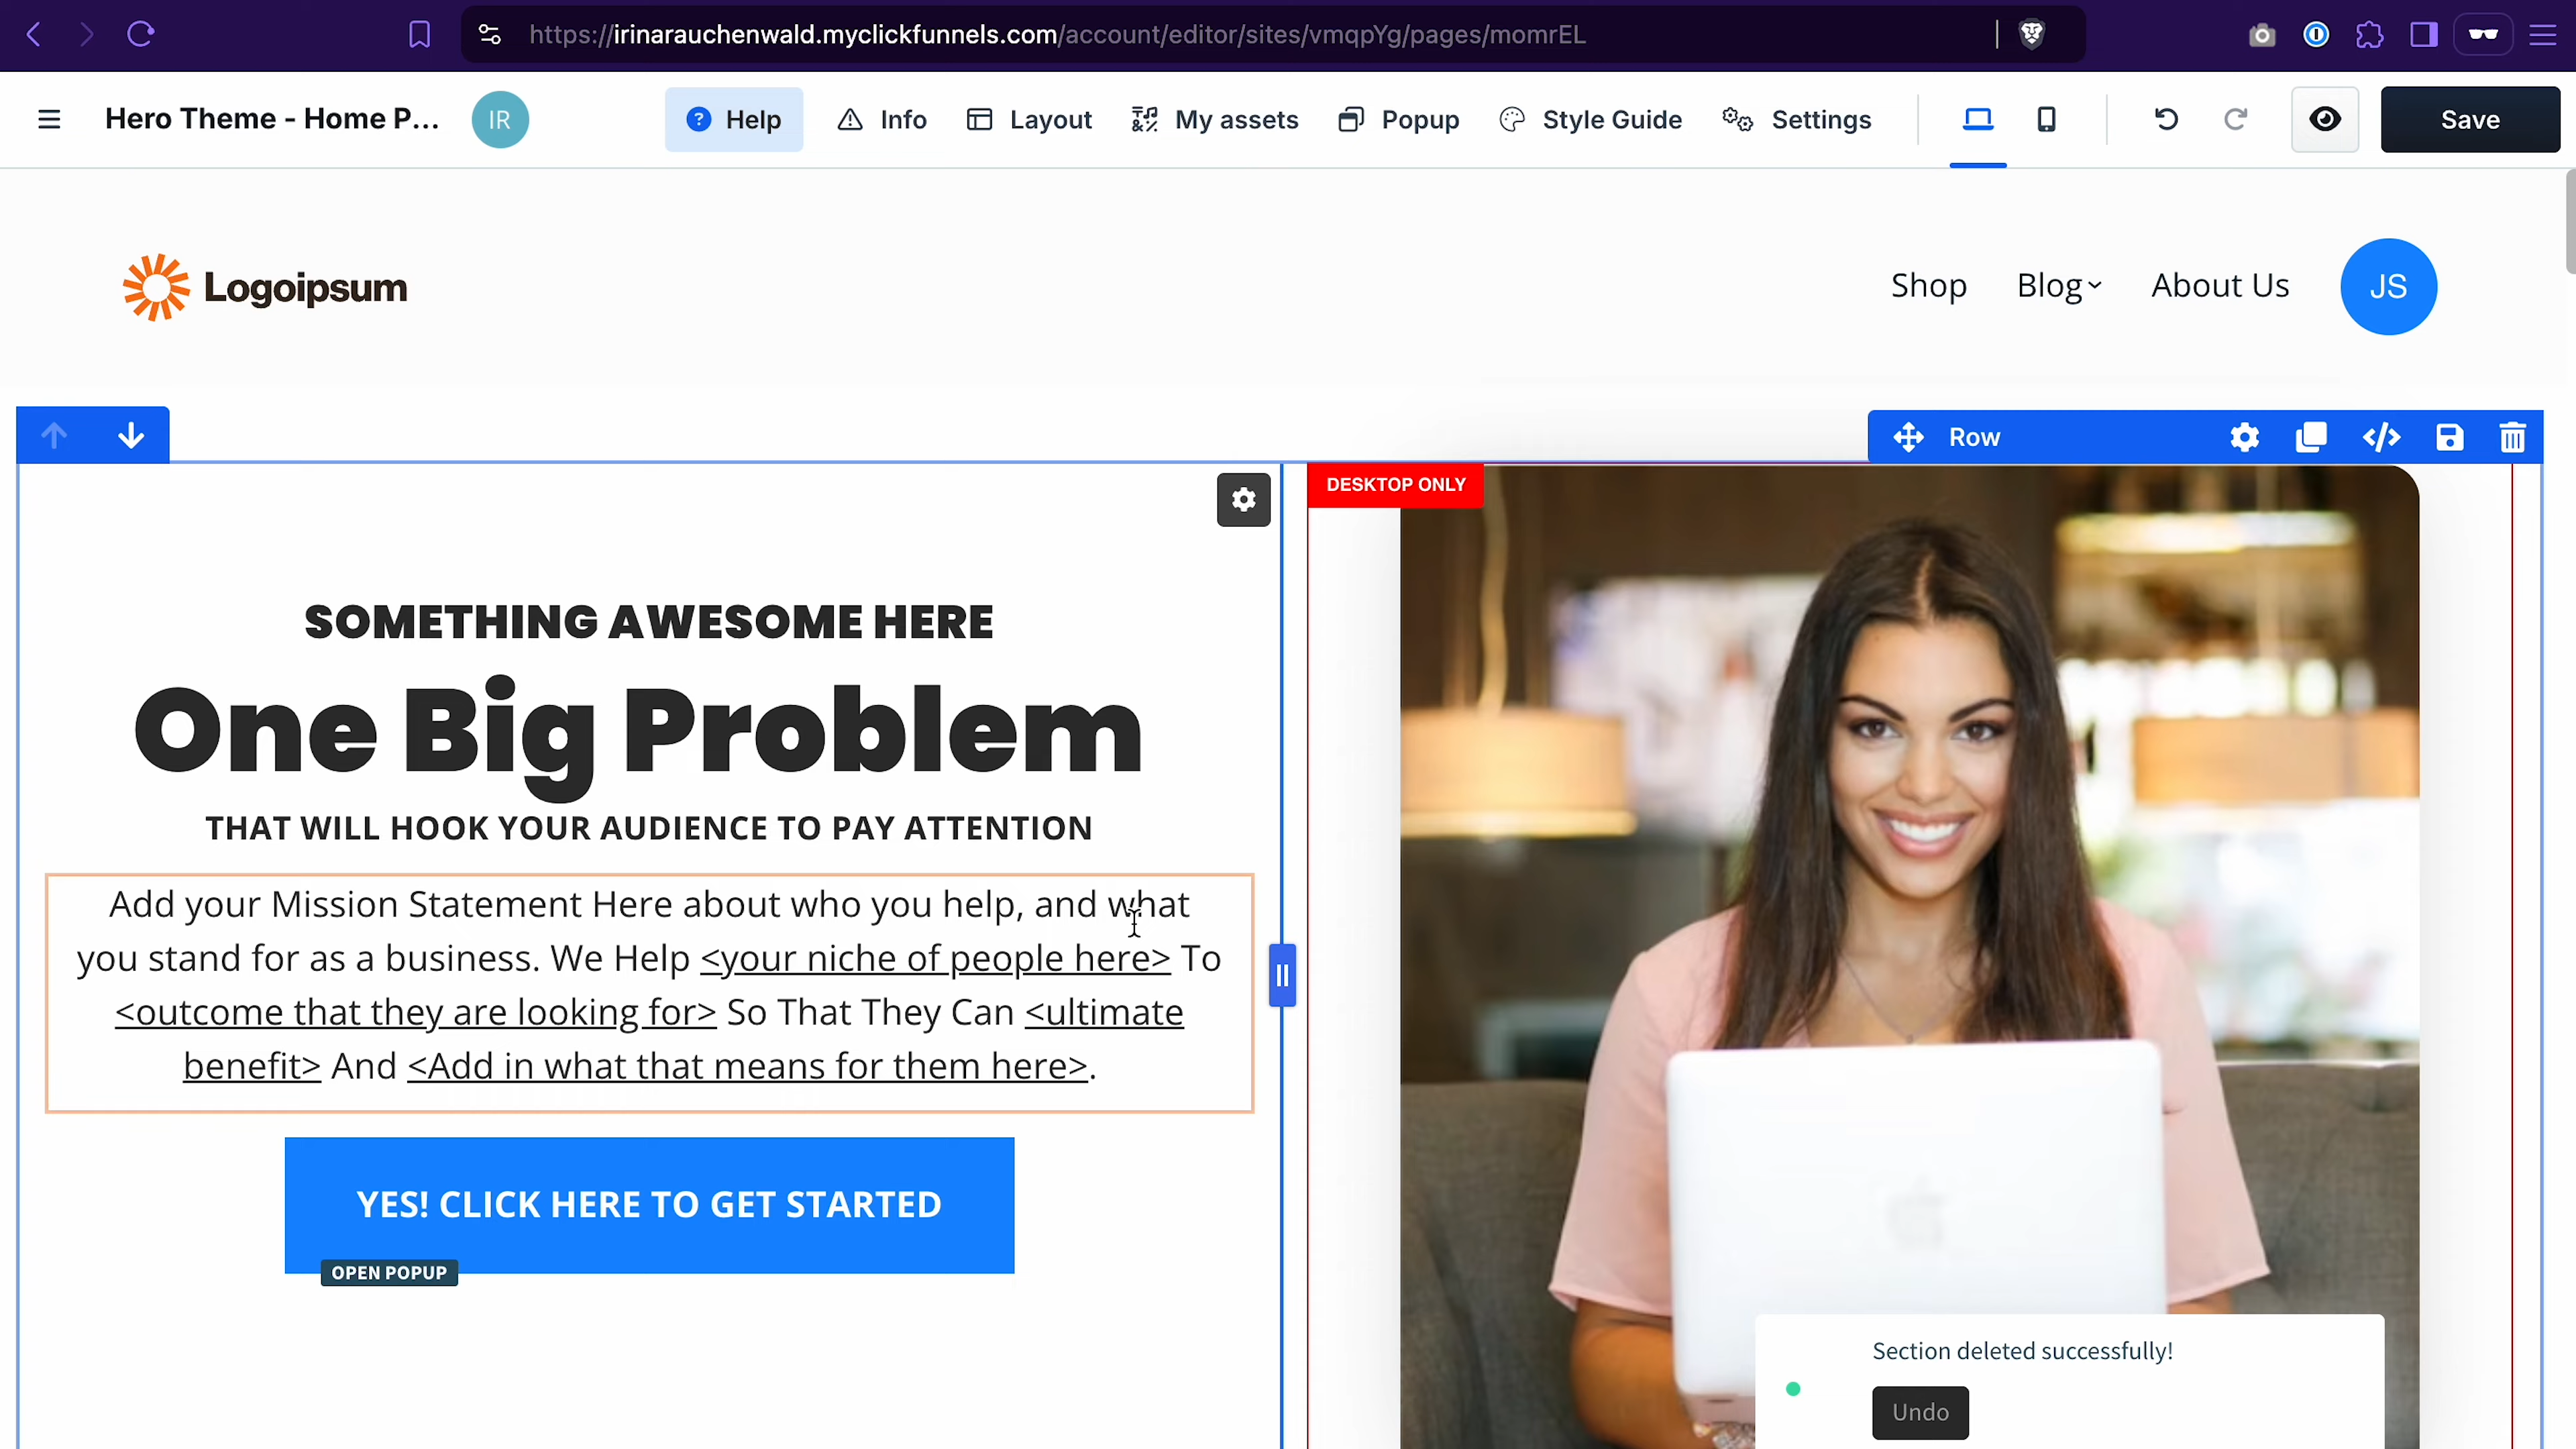 https://irinarauchenwald.myclickfunnels.com/account/editor/sites/vmqpYg/pages/momrEL
Hero Theme - Home P... IR Help Info Layout My assets Popup Style Guide Settings Save
Logoipsum Shop Blog About Us JS
Row
DESKTOP ONLY
SOMETHING AWESOME HERE
One Big Problem
THAT WILL HOOK YOUR AUDIENCE TO PAY ATTENTION
Add your Mission Statement Here about who you help, and what
you stand for as a business. We Help <your niche of people here> To
<outcome that they are looking for> So That They Can <ultimate
benefit> And <Add in what that means for them here>.
YES! CLICK HERE TO GET STARTED
OPEN POPUP
Section deleted successfully!
Undo